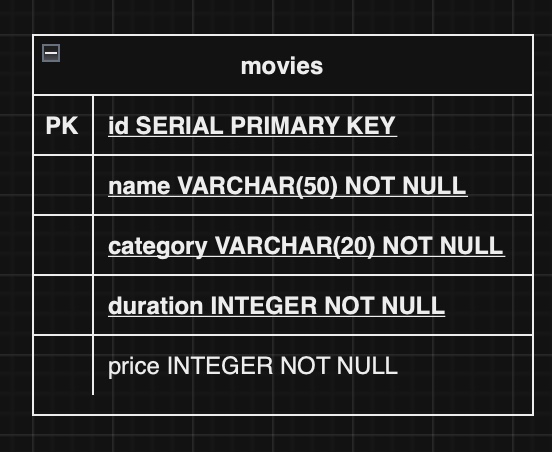 movies
PK id SERIAL PRIMARY KEY
name VARCHAR(50) NOT NULL
category VARCHAR(20) NOT NULL
duration INTEGER NOT NULL
price INTEGER NOT NULL